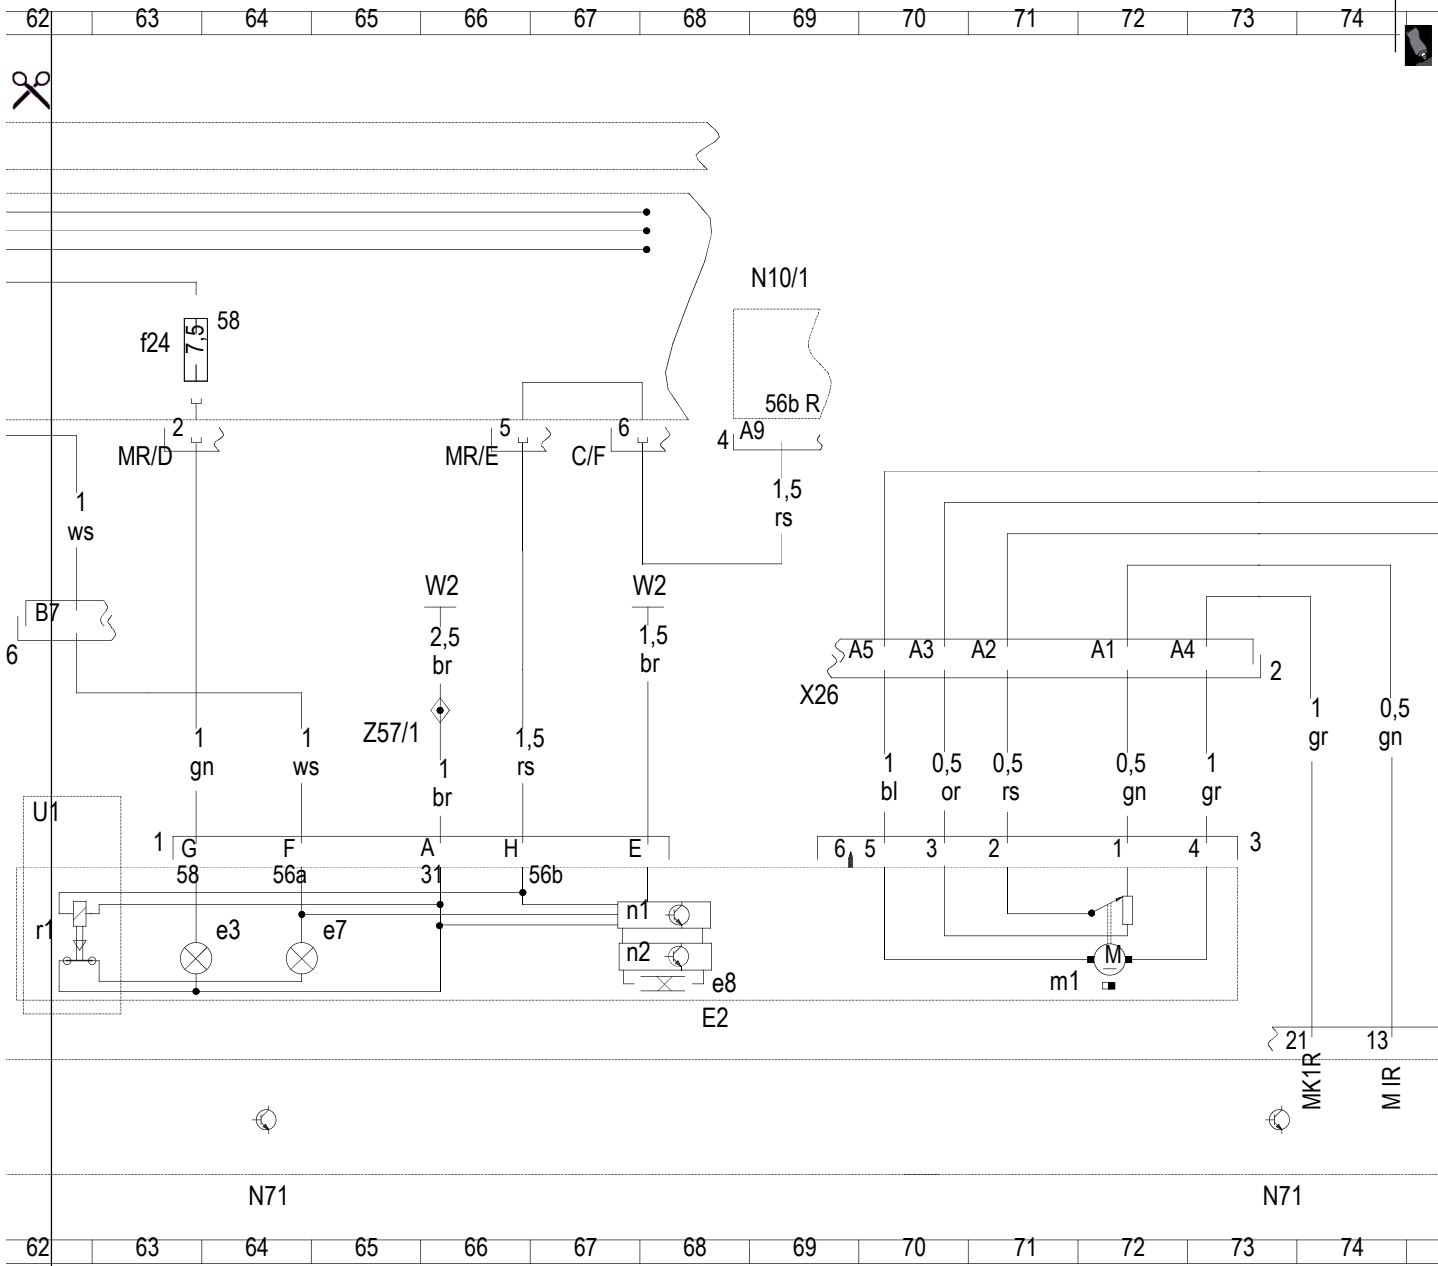 62 63 64 65 66 67 68 69 70 71 72 73 74
N10/1
58
f24 7,5
56b R
2 5 6 4 A9
MR/D MR/E C/F
1 1,5
ws rs
W2 W2
B7 2,5 1,5
br br
6 A5 A3 A2 A1 A4
X26 2
Z57/1 1 0,5
gr gn
1 1 1,5
gn ws rs
1 1 0,5 0,5 0,5 1
br bl or rs gn gr
U1
1 G F A H E 6 5 3 2 1 4 3
58 56a 31 56b
r1 e3 e7 n1
n2 M
e8 m1
E2
21 13
MK1R M IR
N71 N71
62 63 64 65 66 67 68 69 70 71 72 73 74